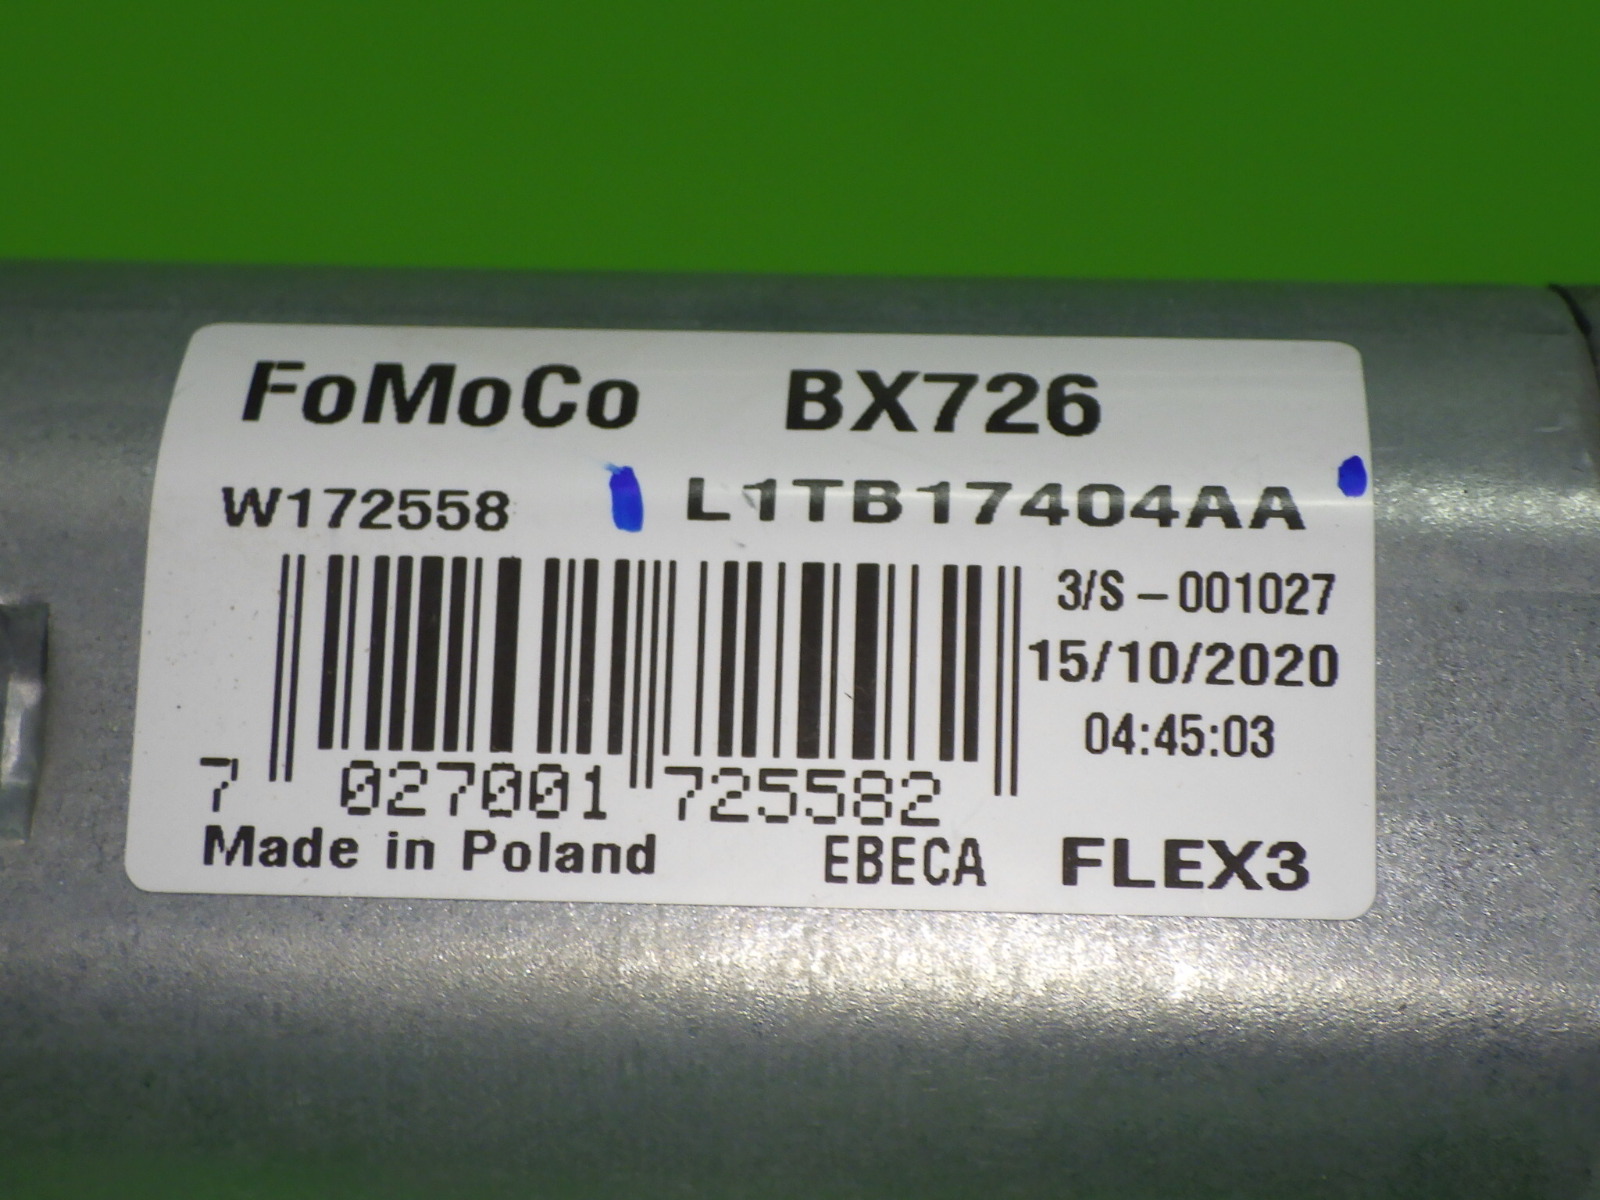 FoMoCo BX726
W172558 L1TB17404AA
3/S-001027
15/10/2020
04:45:03
7 027001 725582
Made in Poland EBECA FLEX3